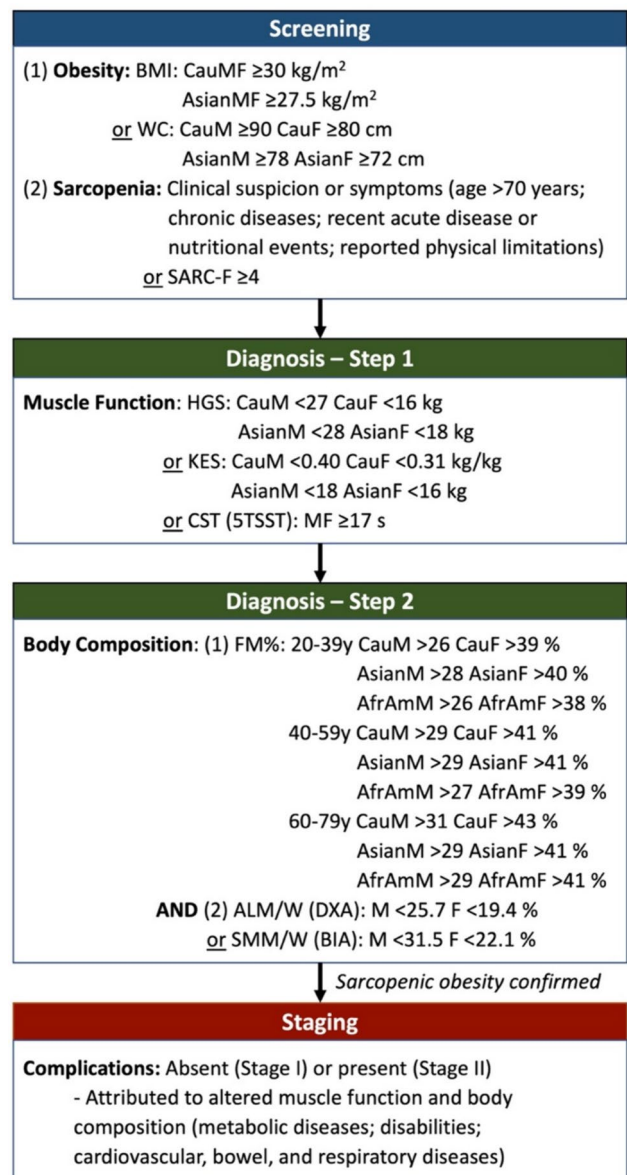 Screening
(1) Obesity: BMI: CauMF ≥30 kg/m²
AsianMF ≥27.5 kg/m²
or WC: CauM ≥90 CauF ≥80 cm
AsianM ≥78 AsianF ≥72 cm
(2) Sarcopenia: Clinical suspicion or symptoms (age >70 years;
chronic diseases; recent acute disease or
nutritional events; reported physical limitations)
or SARC-F ≥4
Diagnosis – Step 1
Muscle Function: HGS: CauM <27 CauF <16 kg
AsianM <28 AsianF <18 kg
or KES: CauM <0.40 CauF <0.31 kg/kg
AsianM <18 AsianF <16 kg
or CST (5TSST): MF ≥17 s
Diagnosis – Step 2
Body Composition: (1) FM%: 20-39y CauM >26 CauF >39 %
AsianM >28 AsianF >40 %
AfrAmM >26 AfrAmF >38 %
40-59y CauM >29 CauF >41 %
AsianM >29 AsianF >41 %
AfrAmM >27 AfrAmF >39 %
60-79y CauM >31 CauF >43 %
AsianM >29 AsianF >41 %
AfrAmM >29 AfrAmF >41 %
AND (2) ALM/W (DXA): M <25.7 F <19.4 %
or SMM/W (BIA): M <31.5 F <22.1 %
Sarcopenic obesity confirmed
Staging
Complications: Absent (Stage I) or present (Stage II)
- Attributed to altered muscle function and body
composition (metabolic diseases; disabilities;
cardiovascular, bowel, and respiratory diseases)